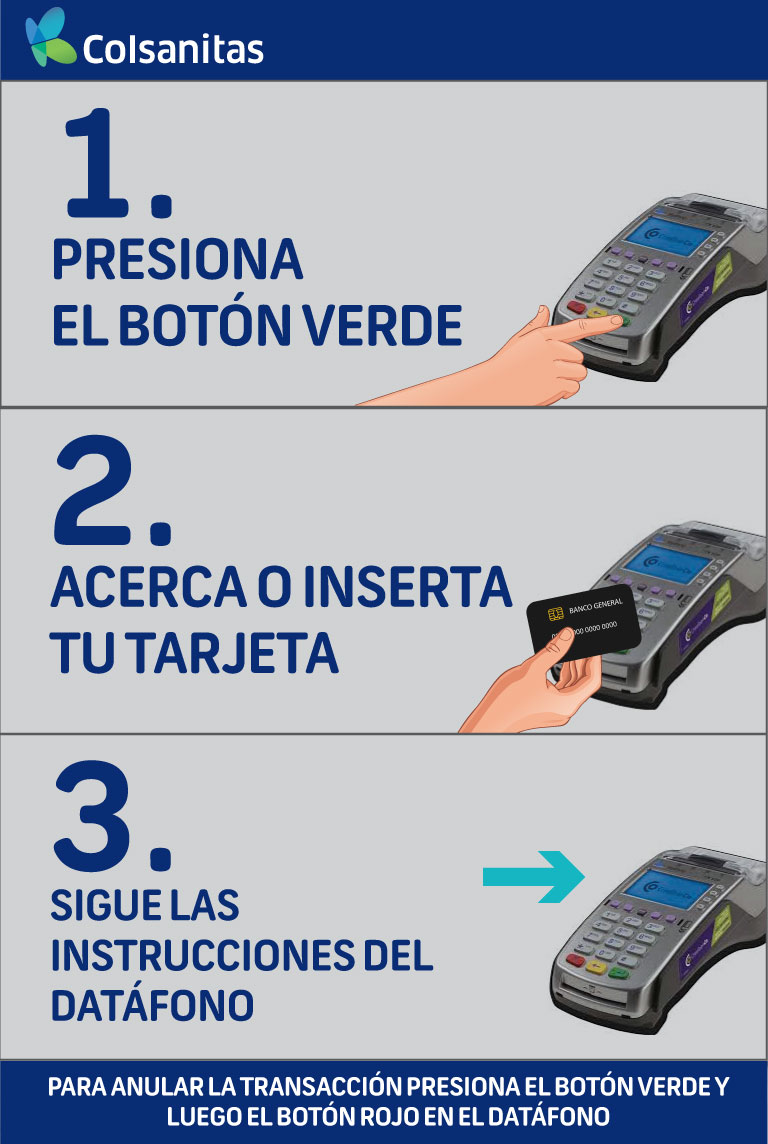 Colsanitas
1.
PRESIONA
EL BOTÓN VERDE
2.
ACERCA O INSERTA
TU TARJETA
BANCO GENERAL
000 0000 0000
3.
SIGUE LAS
INSTRUCCIONES DEL
DATÁFONO
PARA ANULAR LA TRANSACCIÓN PRESIONA EL BOTÓN VERDE Y
LUEGO EL BOTÓN ROJO EN EL DATÁFONO